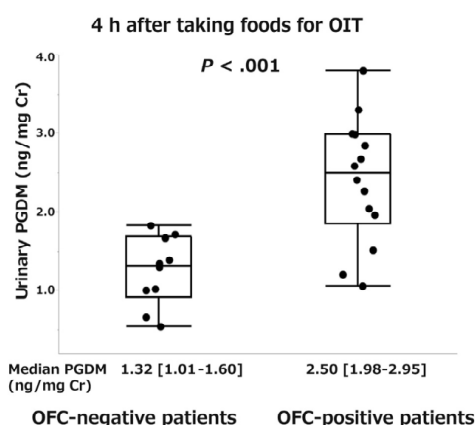 4 h after taking foods for OIT
P < .001
Urinary PGDM (ng/mg Cr)
4.0
3.0
2.0
1.0
Median PGDM 1.32 [1.01-1.60] 2.50 [1.98-2.95]
(ng/mg Cr)
OFC-negative patients OFC-positive patients